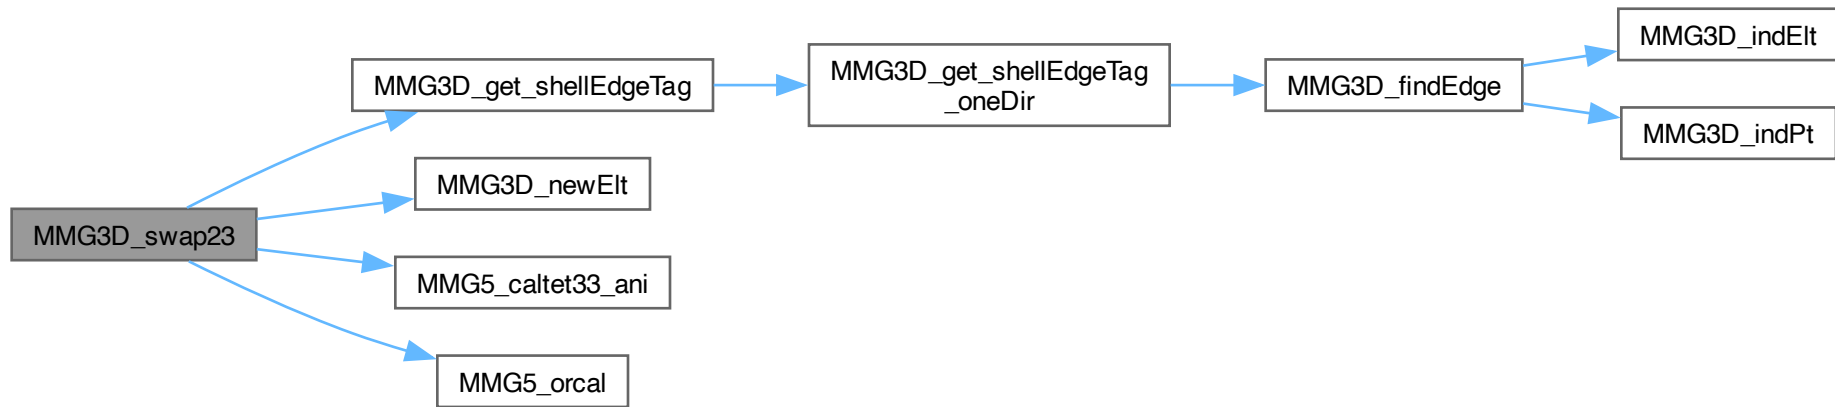 MMG3D_swap23
MMG3D_get_shellEdgeTag
MMG3D_newElt
MMG5_caltet33_ani
MMG5_orcal
MMG3D_get_shellEdgeTag
_oneDir
MMG3D_findEdge
MMG3D_indElt
MMG3D_indPt